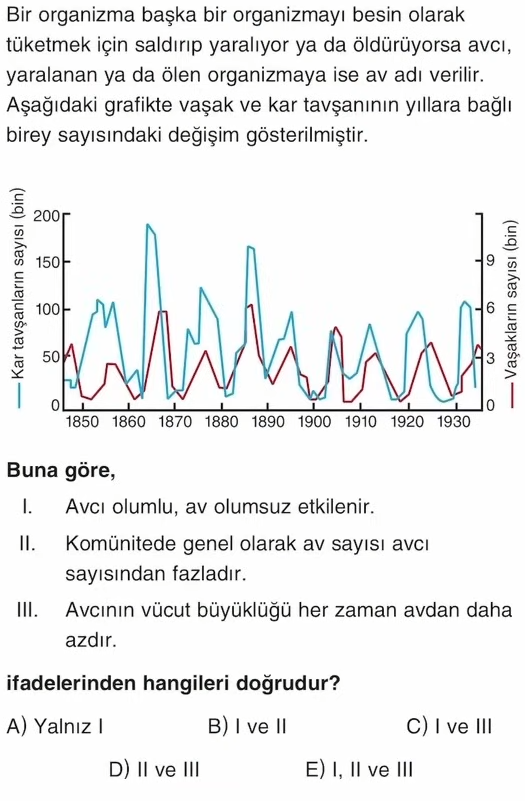 Bir organizma başka bir organizmayı besin olarak
tüketmek için saldırıp yaralıyor ya da öldürüyorsa avcı,
yaralanan ya da ölen organizmaya ise av adı verilir.
Aşağıdaki grafikte vaşak ve kar tavşanının yıllara bağlı
birey sayısındaki değişim gösterilmiştir.
Kar tavşanların sayısı (bin)
200
150
100
50
0
9
6
3
0
Vaşakların sayısı (bin)
1850 1860 1870 1880 1890 1900 1910 1920 1930
Buna göre,
I. Avcı olumlu, av olumsuz etkilenir.
II. Komünitede genel olarak av sayısı avcı
sayısından fazladır.
III. Avcının vücut büyüklüğü her zaman avdan daha
azdır.
ifadelerinden hangileri doğrudur?
A) Yalnız I B) I ve II C) I ve III
D) II ve III E) I, II ve III